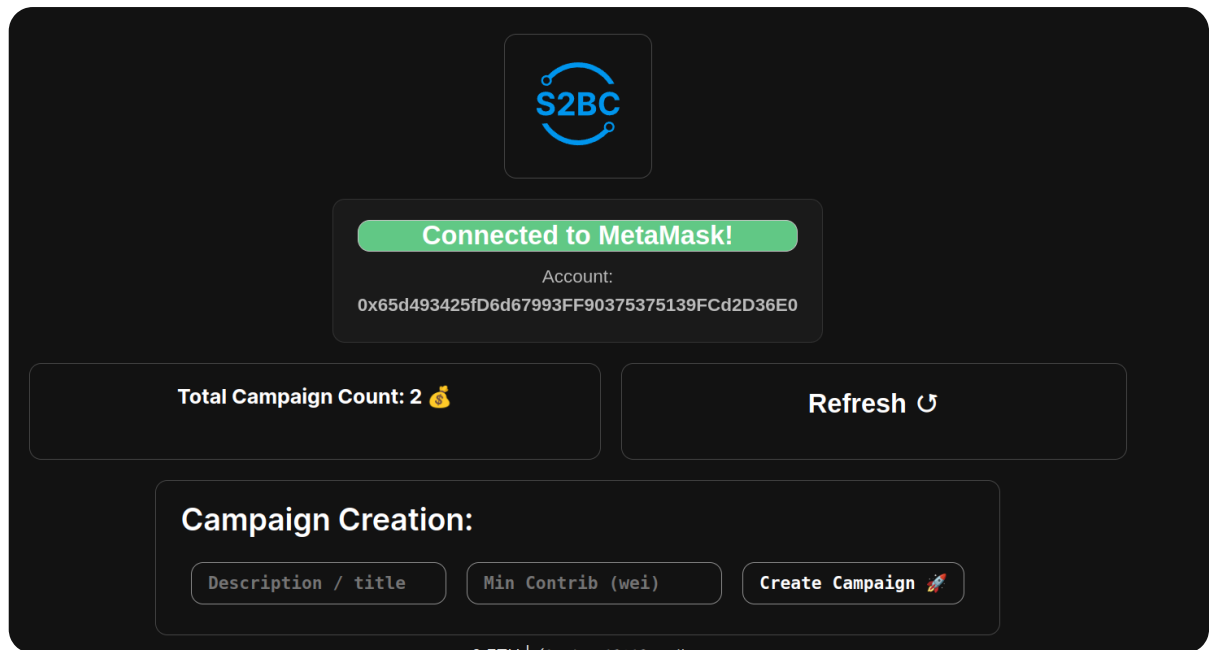 S2BC
Connected to MetaMask!
Account:
0x65d493425fD6d67993FF90375375139FCd2D36E0
Total Campaign Count: 2 💰
Refresh ↺
Campaign Creation:
Description / title
Min Contrib (wei)
Create Campaign 🚀